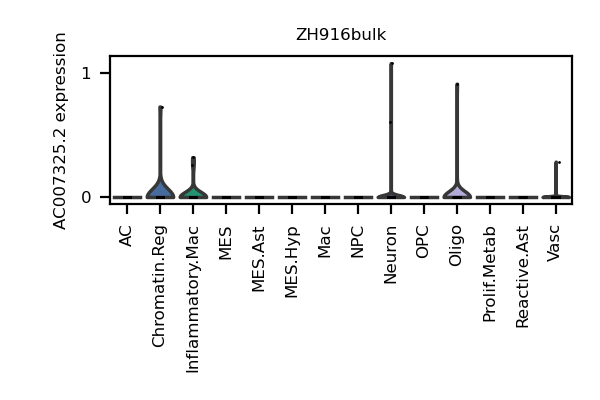 ZH916bulk
AC007325.2 expression
1
0
AC
Chromatin.Reg
Inflammatory.Mac
MES
MES.Ast
MES.Hyp
Mac
NPC
Neuron
OPC
Oligo
Prolif.Metab
Reactive.Ast
Vasc